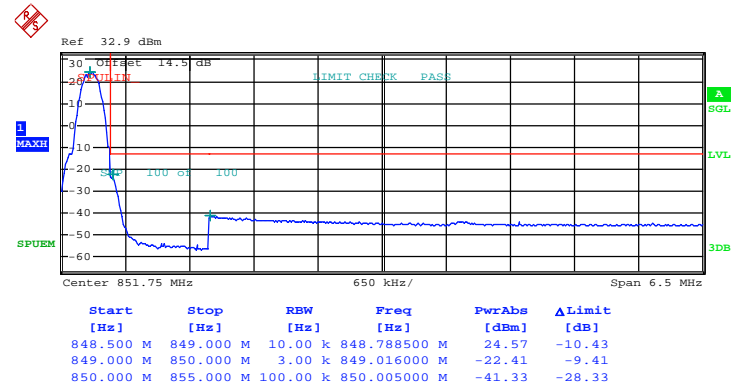 R S
Ref 32.9 dBm
30 Offset 14.5 dB
20 SPULIN LIMIT CHECK PASS
A
SGL
10
0
1
MAXH
-10
LVL
-20 SWP 100 of 100
-30
-40
-50
SPUEM
3DB
-60
Center 851.75 MHz 650 kHz/ Span 6.5 MHz
Start Stop RBW Freq PwrAbs ΔLimit
[Hz] [Hz] [Hz] [Hz] [dBm] [dB]
848.500 M 849.000 M 10.00 k 848.788500 M 24.57 -10.43
849.000 M 850.000 M 3.00 k 849.016000 M -22.41 -9.41
850.000 M 855.000 M 100.00 k 850.005000 M -41.33 -28.33